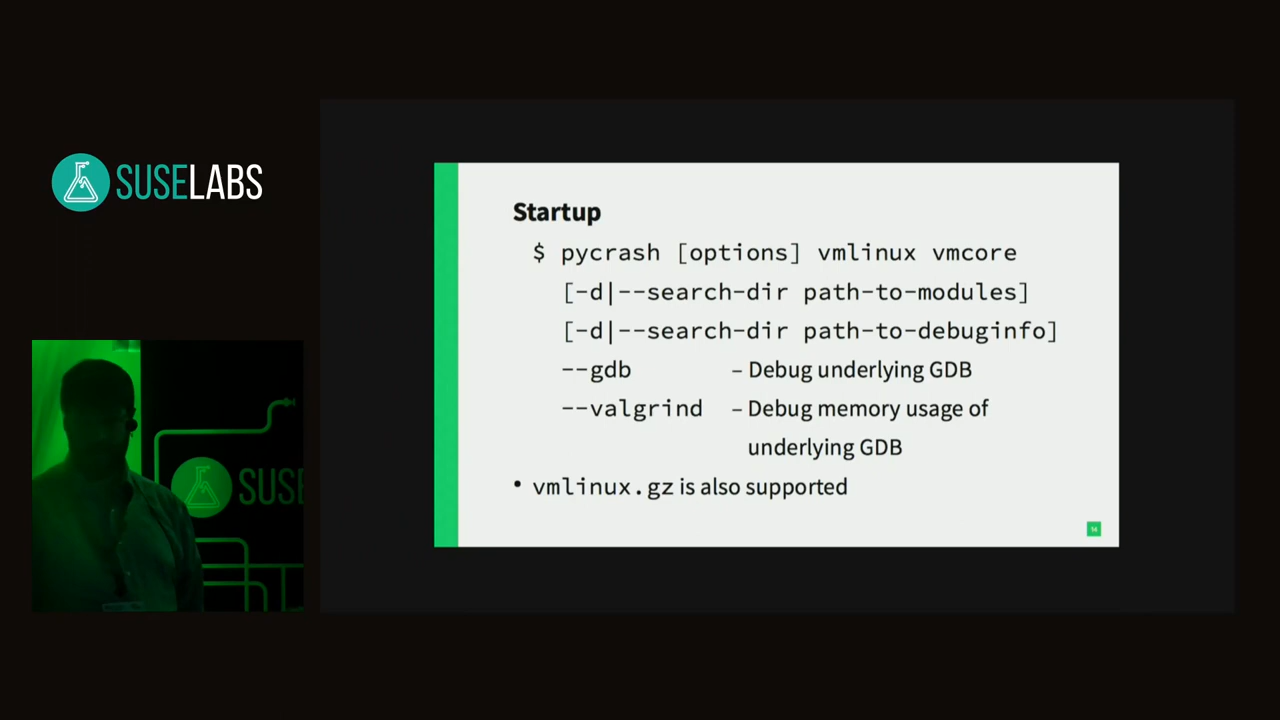 SUSELABS
Startup
$ pycrash [options] vmlinux vmcore
[-d|--search-dir path-to-modules]
[-d|--search-dir path-to-debuginfo]
--gdb – Debug underlying GDB
--valgrind – Debug memory usage of
underlying GDB
• vmlinux.gz is also supported
SUSE